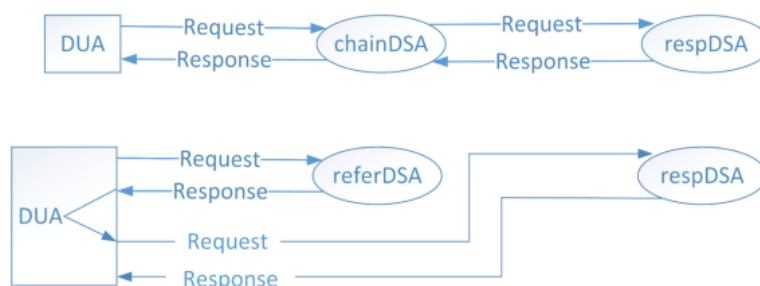 Request Request
DUA chainDSA respDSA
Response Response
Request
referDSA respDSA
Response
DUA
Request
Response